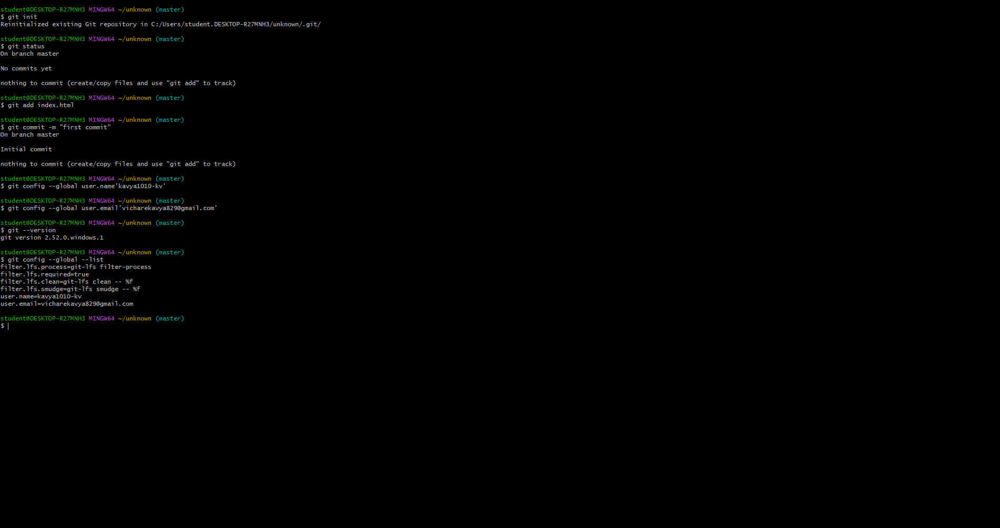 student@DESKTOP-R27MNH3 MINGW64 ~/unknown (master)
$ git init
Reinitialized existing Git repository in C:/Users/student.DESKTOP-R27MNH3/unknown/.git/
student@DESKTOP-R27MNH3 MINGW64 ~/unknown (master)
$ git status
On branch master
No commits yet
nothing to commit (create/copy files and use "git add" to track)
student@DESKTOP-R27MNH3 MINGW64 ~/unknown (master)
$ git add index.html
student@DESKTOP-R27MNH3 MINGW64 ~/unknown (master)
$ git commit -m "first commit"
On branch master
Initial commit
nothing to commit (create/copy files and use "git add" to track)
student@DESKTOP-R27MNH3 MINGW64 ~/unknown (master)
$ git config --global user.name'kavya1010-kv'
student@DESKTOP-R27MNH3 MINGW64 ~/unknown (master)
$ git config --global user.email'vicharekavya829@gmail.com'
student@DESKTOP-R27MNH3 MINGW64 ~/unknown (master)
$ git --version
git version 2.52.0.windows.1
student@DESKTOP-R27MNH3 MINGW64 ~/unknown (master)
$ git config --global --list
filter.lfs.process=git-lfs filter-process
filter.lfs.required=true
filter.lfs.clean=git-lfs clean -- %f
filter.lfs.smudge=git-lfs smudge -- %f
user.name=kavya1010-kv
user.email=vicharekavya829@gmail.com
student@DESKTOP-R27MNH3 MINGW64 ~/unknown (master)
$